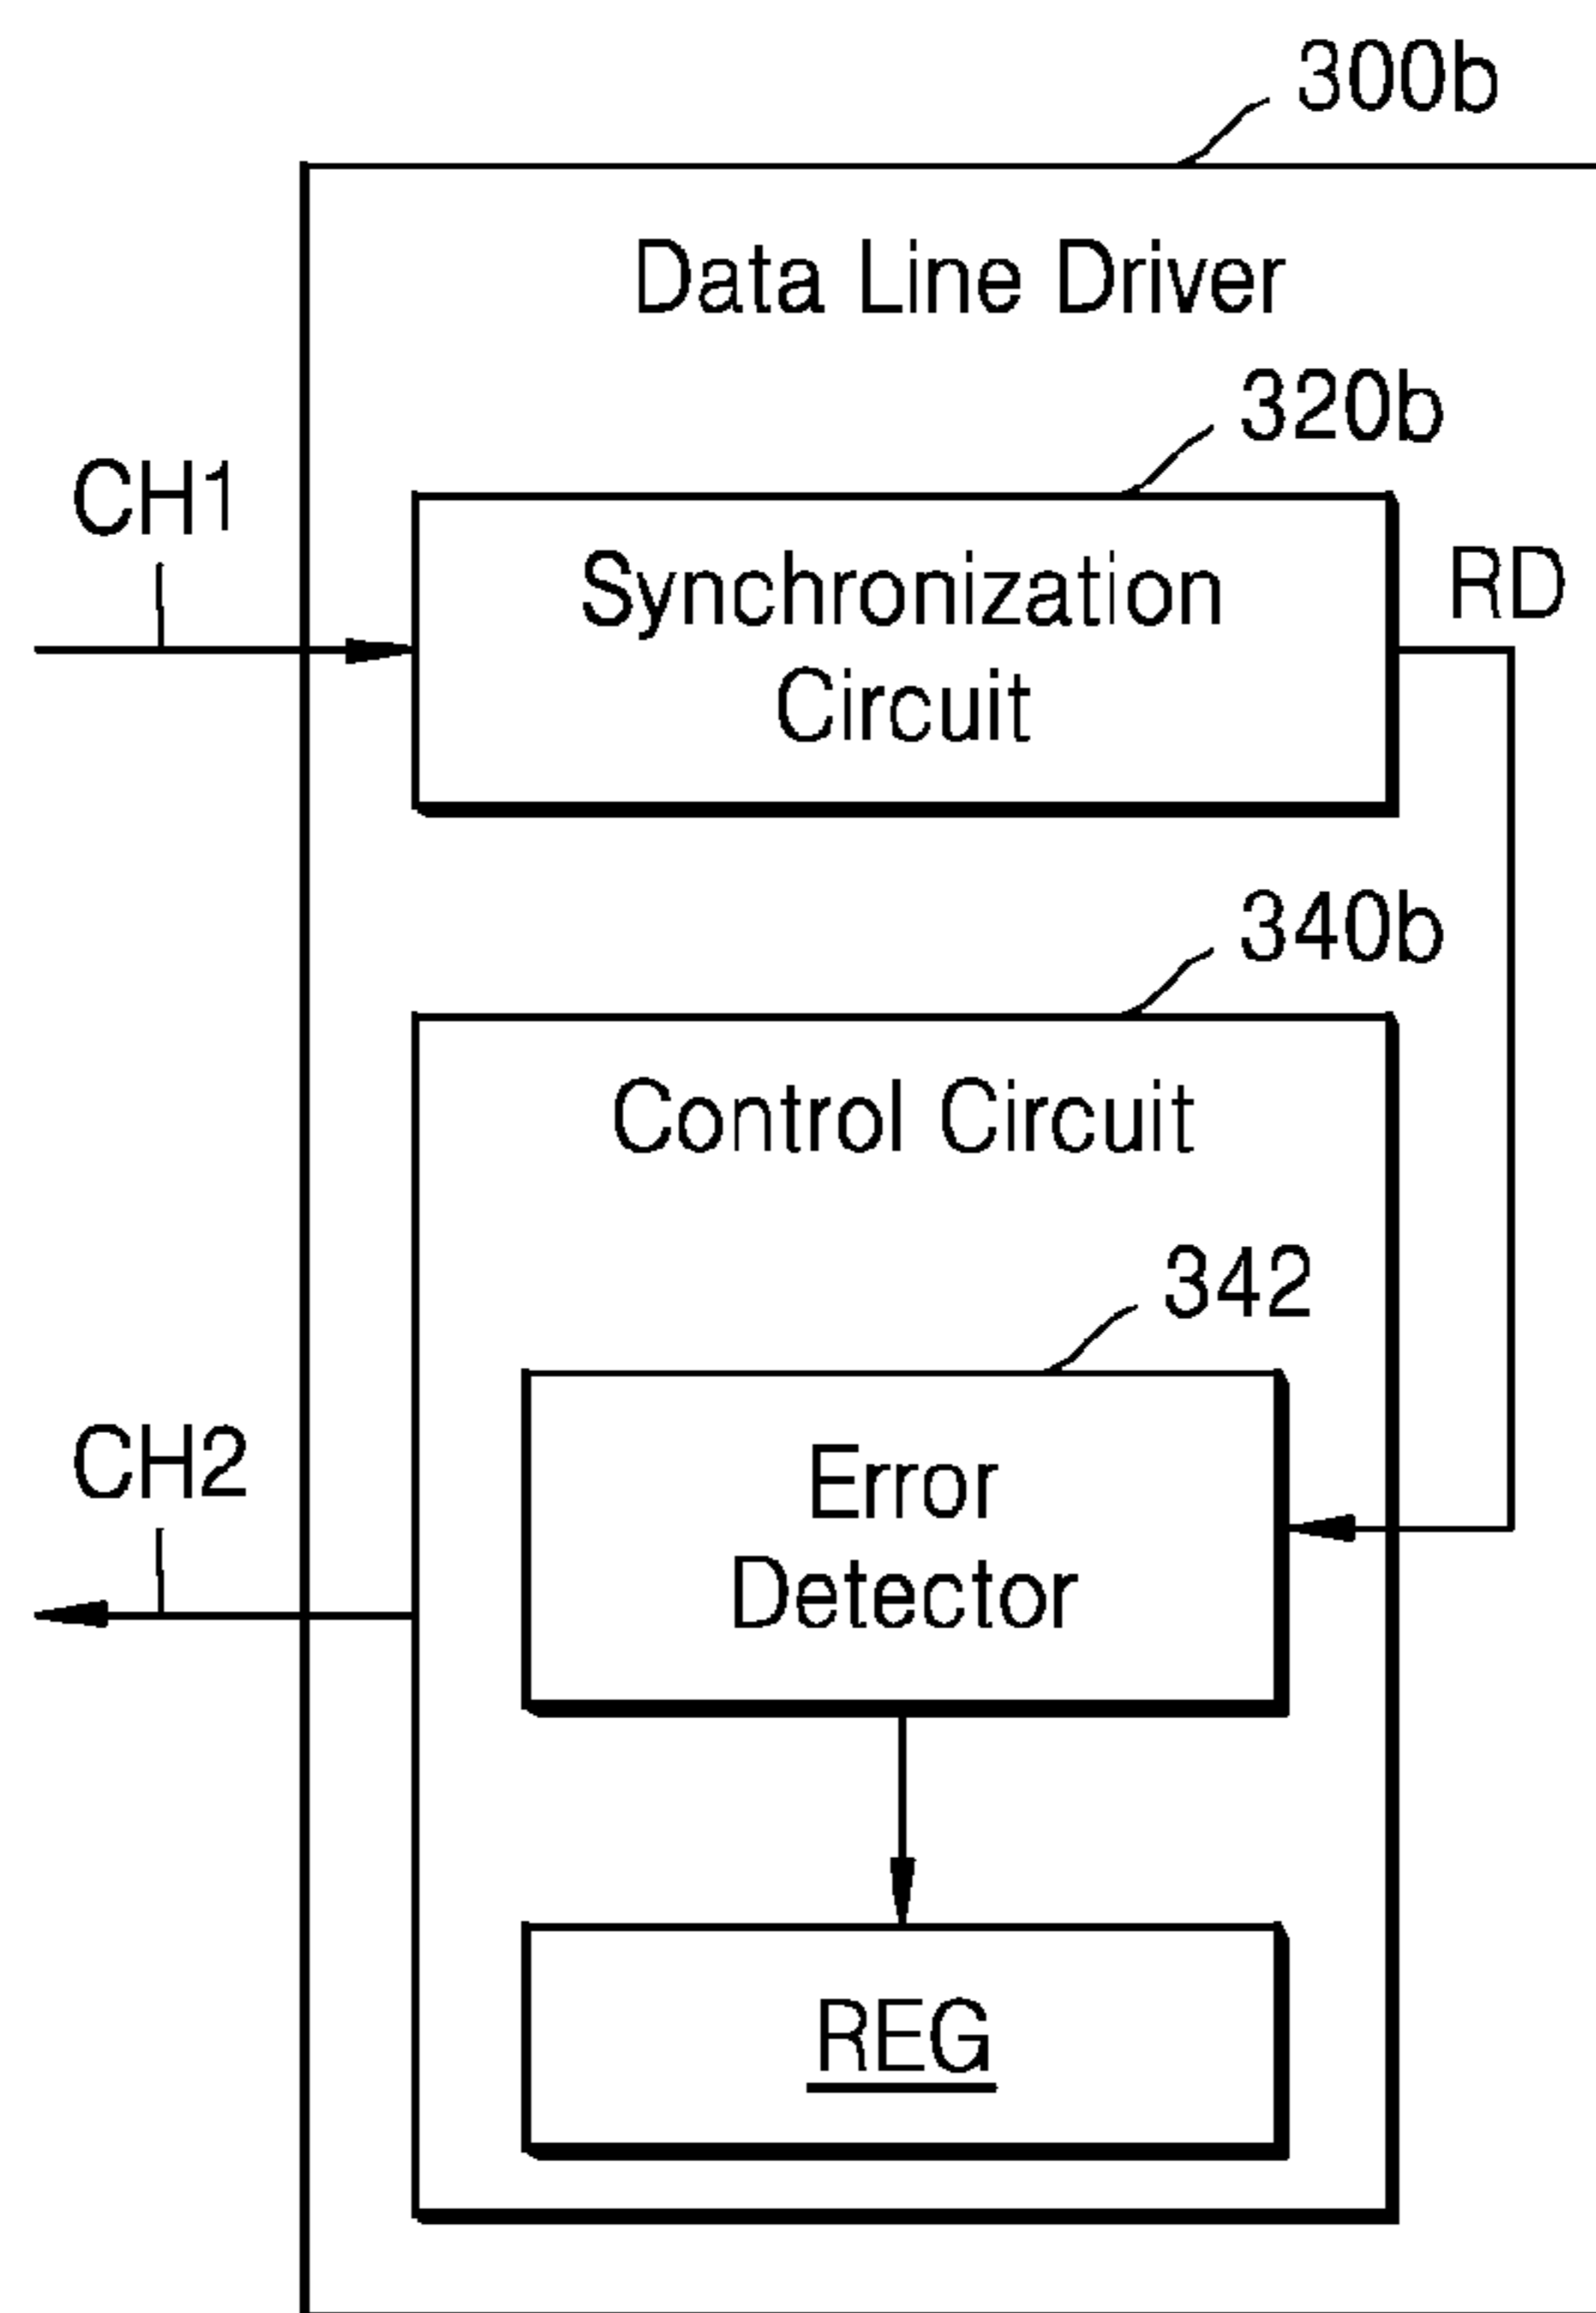 300b
Data Line Driver
320b
CH1
Synchronization
Circuit
RD
340b
Control Circuit
342
CH2
Error
Detector
REG